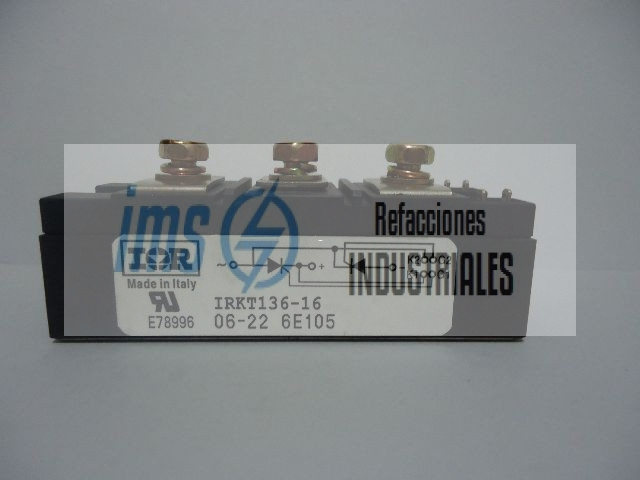 ims
Refacciones
INDUSTRIALES
IOR
Made in Italy
E78996
~ +
IRKT136-16
06-22 6E105